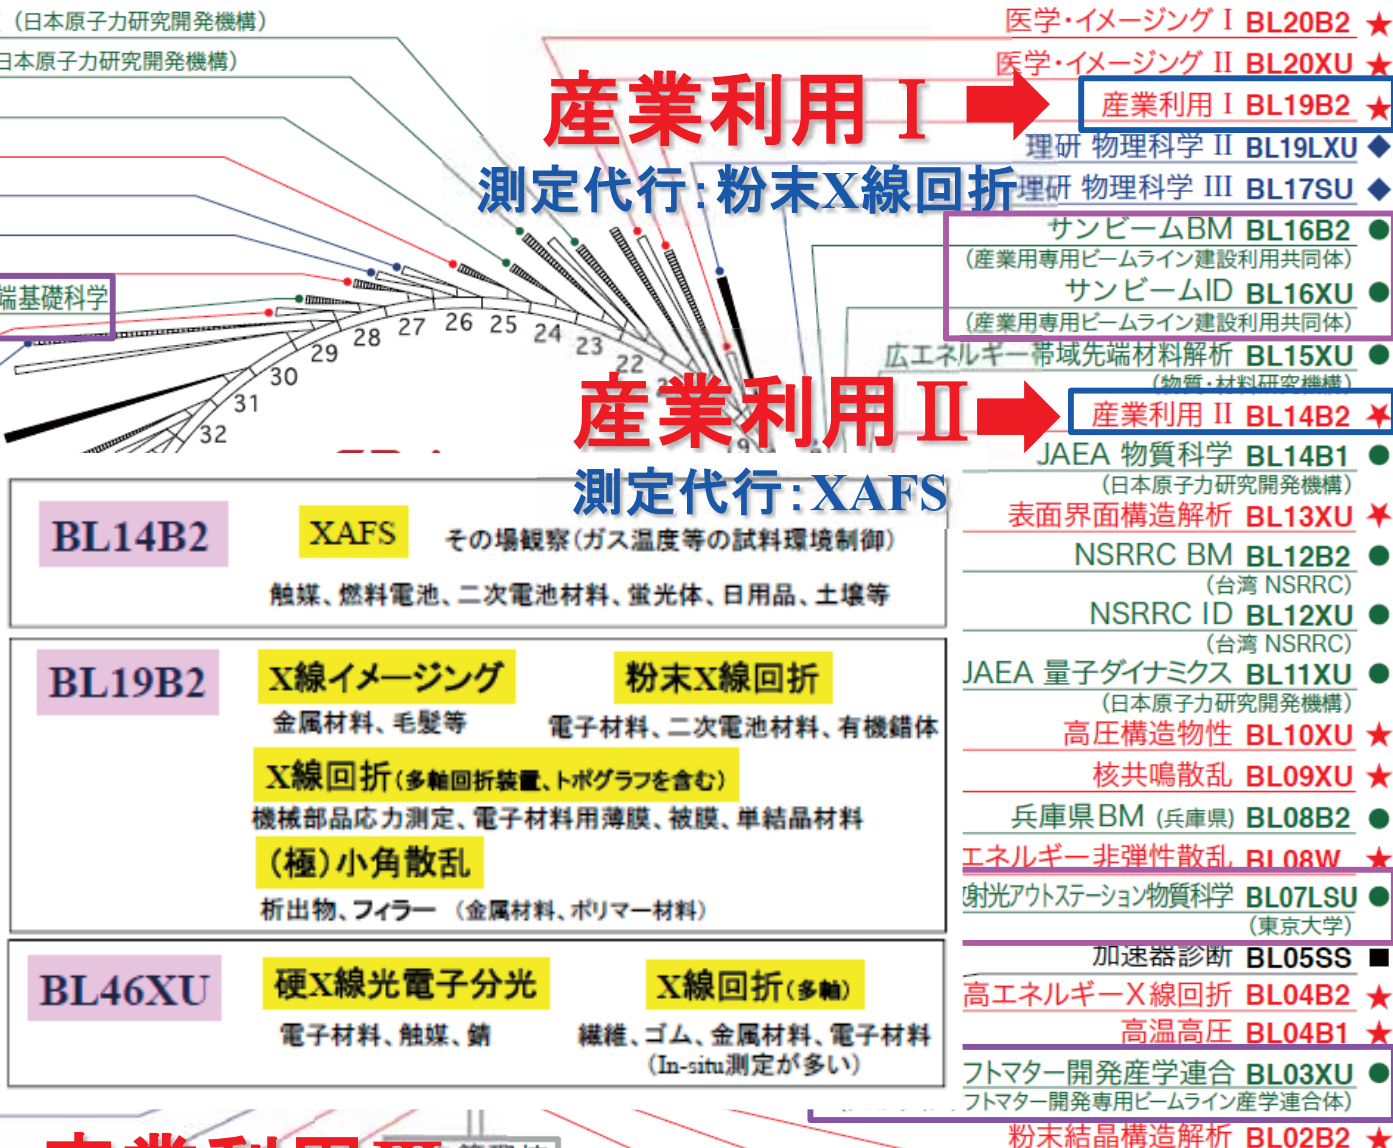 (日本原子力研究開発機構)
日本原子力研究開発機構)
端基礎科学
産業利用 I
測定代行:粉末X線回折
32
31
30
29
28
27
26
25
24
23
22
産業利用 II
測定代行:XAFS
医学・イメージング I BL20B2 ★
医学・イメージング II BL20XU ★
産業利用 I BL19B2 ★
理研 物理科学 II BL19LXU ◆
理研 物理科学 III BL17SU ◆
サンビームBM BL16B2 ●
(産業用専用ビームライン建設利用共同体)
サンビームID BL16XU ●
(産業用専用ビームライン建設利用共同体)
広エネルギー帯域先端材料解析 BL15XU ●
(物質・材料研究機構)
産業利用 II BL14B2 ★
JAEA 物質科学 BL14B1 ●
(日本原子力研究開発機構)
表面界面構造解析 BL13XU ★
NSRRC BM BL12B2 ●
(台湾 NSRRC)
NSRRC ID BL12XU ●
(台湾 NSRRC)
JAEA 量子ダイナミクス BL11XU ●
(日本原子力研究開発機構)
高圧構造物性 BL10XU ★
核共鳴散乱 BL09XU ★
兵庫県BM (兵庫県) BL08B2 ●
エネルギー非弾性散乱 BL08W ★
射光アウトステーション物質科学 BL07LSU ●
(東京大学)
加速器診断 BL05SS ■
高エネルギーX線回折 BL04B2 ★
高温高圧 BL04B1 ★
フトマター開発産学連合 BL03XU ●
フトマター開発専用ビームライン産学連合体)
粉末結晶構造解析 BL02B2 ★
BL14B2
XAFS その場観察(ガス温度等の試料環境制御)
触媒、燃料電池、二次電池材料、蛍光体、日用品、土壌等
BL19B2
X線イメージング 粉末X線回折
金属材料、毛髪等 電子材料、二次電池材料、有機錯体
X線回折(多軸回折装置、トポグラフを含む)
機械部品応力測定、電子材料用薄膜、被膜、単結晶材料
(極)小角散乱
析出物、フィラー (金属材料、ポリマー材料)
BL46XU
硬X線光電子分光 X線回折(多軸)
電子材料、触媒、錆 繊維、ゴム、金属材料、電子材料
(In-situ測定が多い)